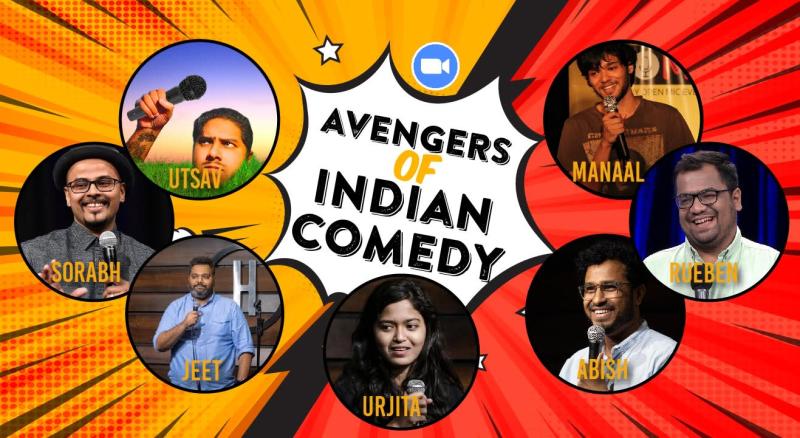 AVENGERS
OF
INDIAN
COMEDY
UTSAV
MANAAL
SORABH
RUEBEN
JEET
ABISH
URJITA